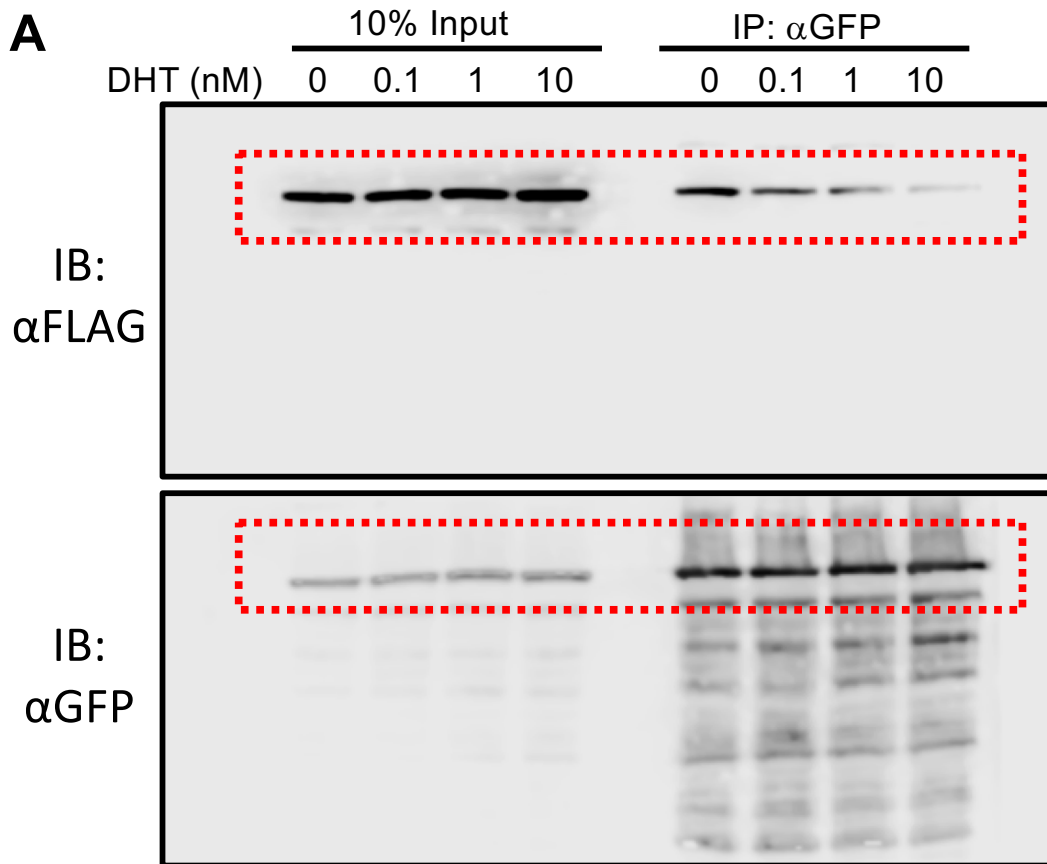 A
10% Input IP: αGFP
DHT (nM) 0 0.1 1 10 0 0.1 1 10
IB:
αFLAG
IB:
αGFP